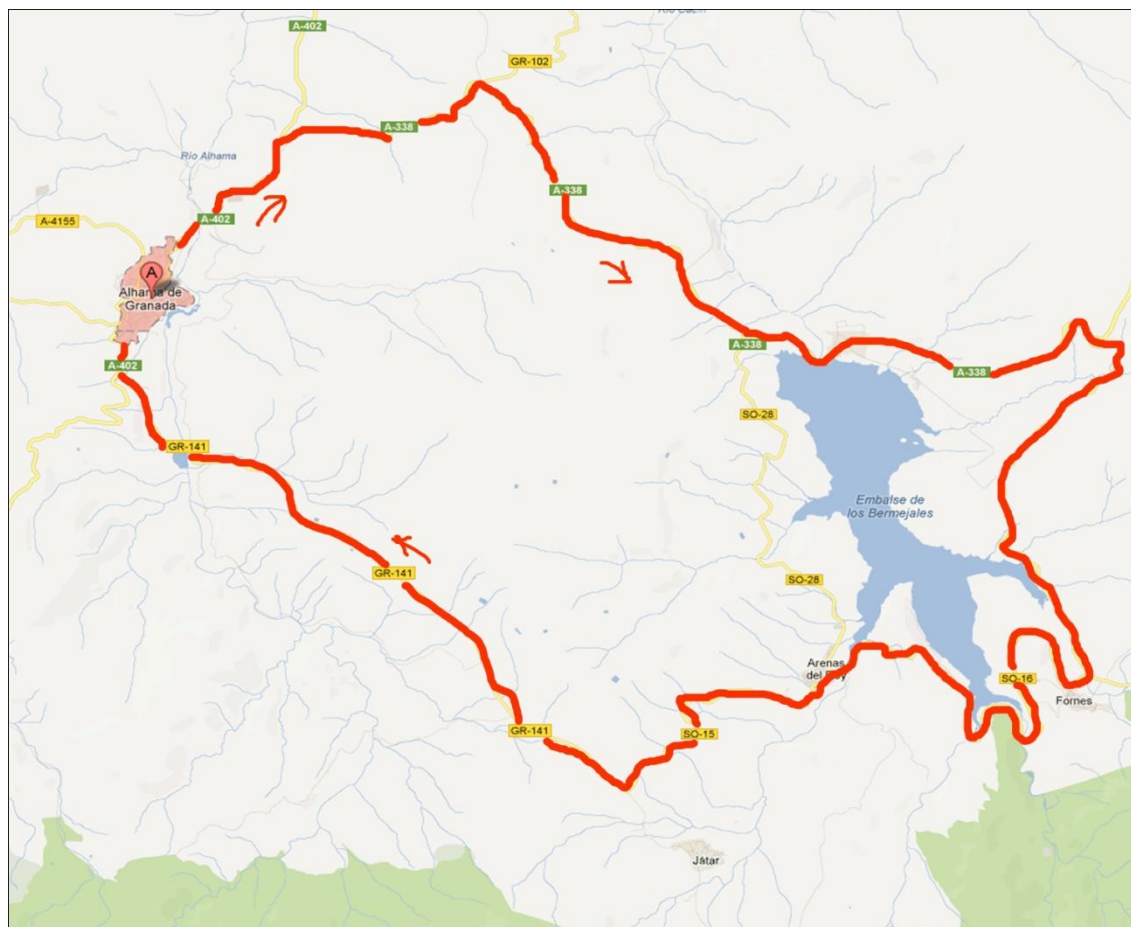 Río Cacín
A-402
GR-102
A-338
Río Alhama
A-338
A-402
A-4155
A
Alhama de
Granada
A-338
A-402
A-338
SO-28
GR-141
Embalse de
los Bermejales
GR-141
SO-28
Arenas
del Rey
SO-16
Fornes
GR-141
SO-15
Játar